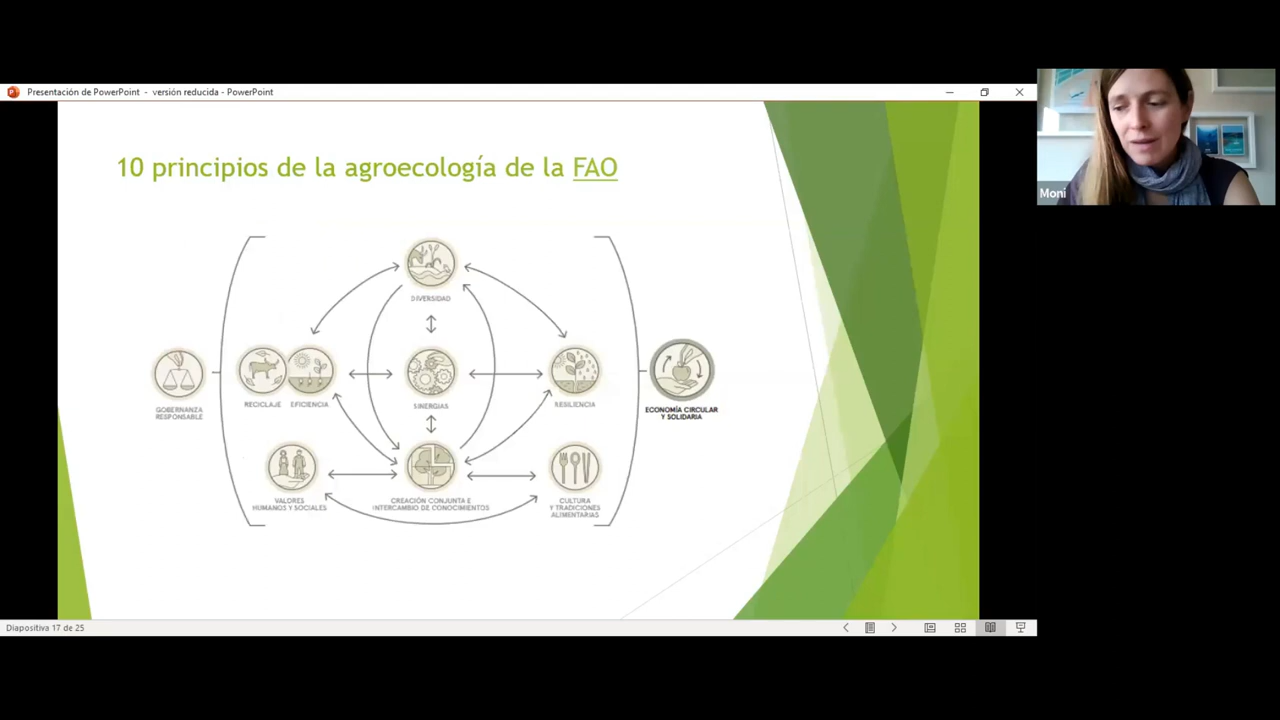 Presentación de PowerPoint - versión reducida - PowerPoint
Moni
10 principios de la agroecología de la FAO
DIVERSIDAD
RECICLAJE
EFICIENCIA
SINERGIAS
RESILIENCIA
GOBERNANZA
RESPONSABLE
ECONOMÍA CIRCULAR
Y SOLIDARIA
VALORES
HUMANOS Y SOCIALES
CREACIÓN CONJUNTA E
INTERCAMBIO DE CONOCIMIENTOS
CULTURA
Y TRADICIONES
ALIMENTARIAS
Diapositiva 17 de 25